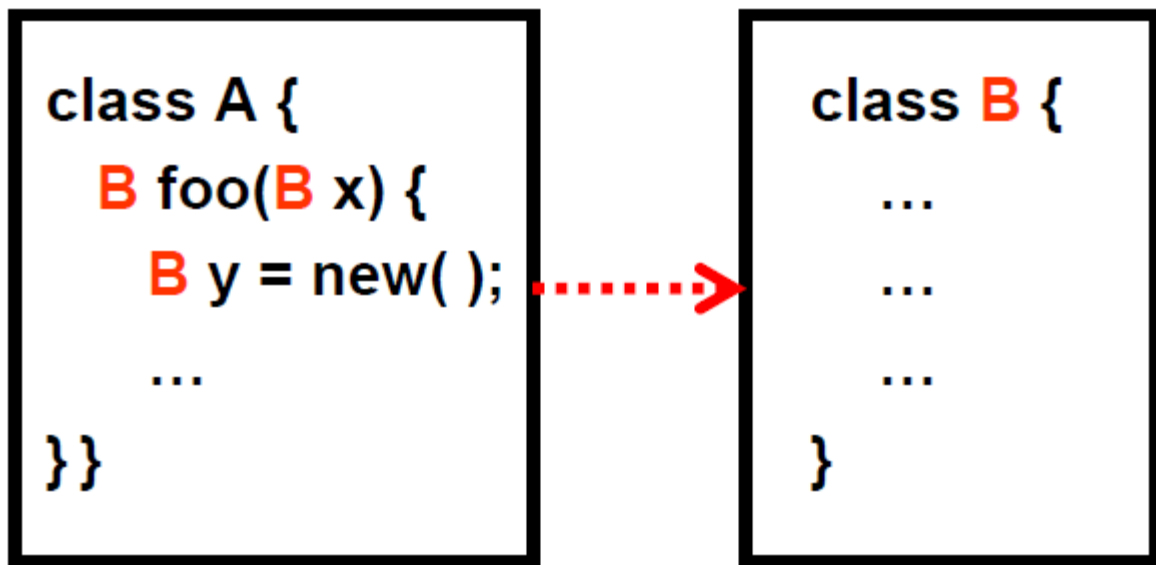 class A {
B foo(B x) {
B y = new( );
...
} }
class B {
...
...
...
}